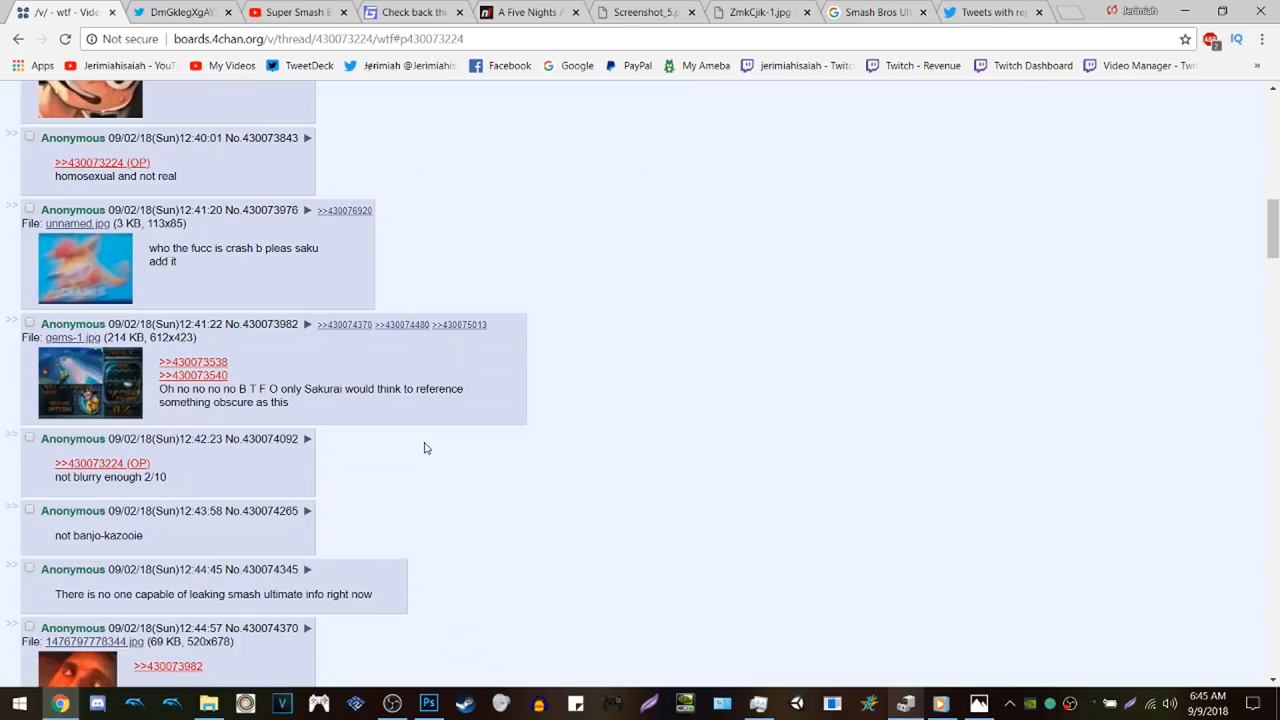 /v/ - wtf - Vi
DmGkIegXgAY
Super Smash B
Check back th
A Five Nights A
Screenshot_5.p
ZmkCjik-1.jpg
Smash Bros Ul
Tweets with re
Jerimiah
Not secure boards.4chan.org/v/thread/430073224/wtf#p430073224
2
Apps Jerimiahisaiah - YouT My Videos TweetDeck jerimiah @Jerimiahis Facebook Google PayPal My Ameba jerimiahisaiah - Twitc Twitch - Revenue Twitch Dashboard Video Manager - Twi »
>> Anonymous 09/02/18(Sun)12:40:01 No.430073843 ▶
>>430073224 (OP)
homosexual and not real
>> Anonymous 09/02/18(Sun)12:41:20 No.430073976 ▶ >>430076920
File: unnamed.jpg (3 KB, 113x85)
who the fucc is crash b pleas saku
add it
>> Anonymous 09/02/18(Sun)12:41:22 No.430073982 ▶ >>430074370 >>430074480 >>430075013
File: gems-1.jpg (214 KB, 612x423)
>>430073538
>>430073540
Oh no no no no B T F O only Sakurai would think to reference
something obscure as this
>> Anonymous 09/02/18(Sun)12:42:23 No.430074092 ▶
>>430073224 (OP)
not blurry enough 2/10
>> Anonymous 09/02/18(Sun)12:43:58 No.430074265 ▶
not banjo-kazooie
>> Anonymous 09/02/18(Sun)12:44:45 No.430074345 ▶
There is no one capable of leaking smash ultimate info right now
>> Anonymous 09/02/18(Sun)12:44:57 No.430074370 ▶
File: 1476797778344.jpg (69 KB, 520x678)
>>430073982
6:45 AM
9/9/2018